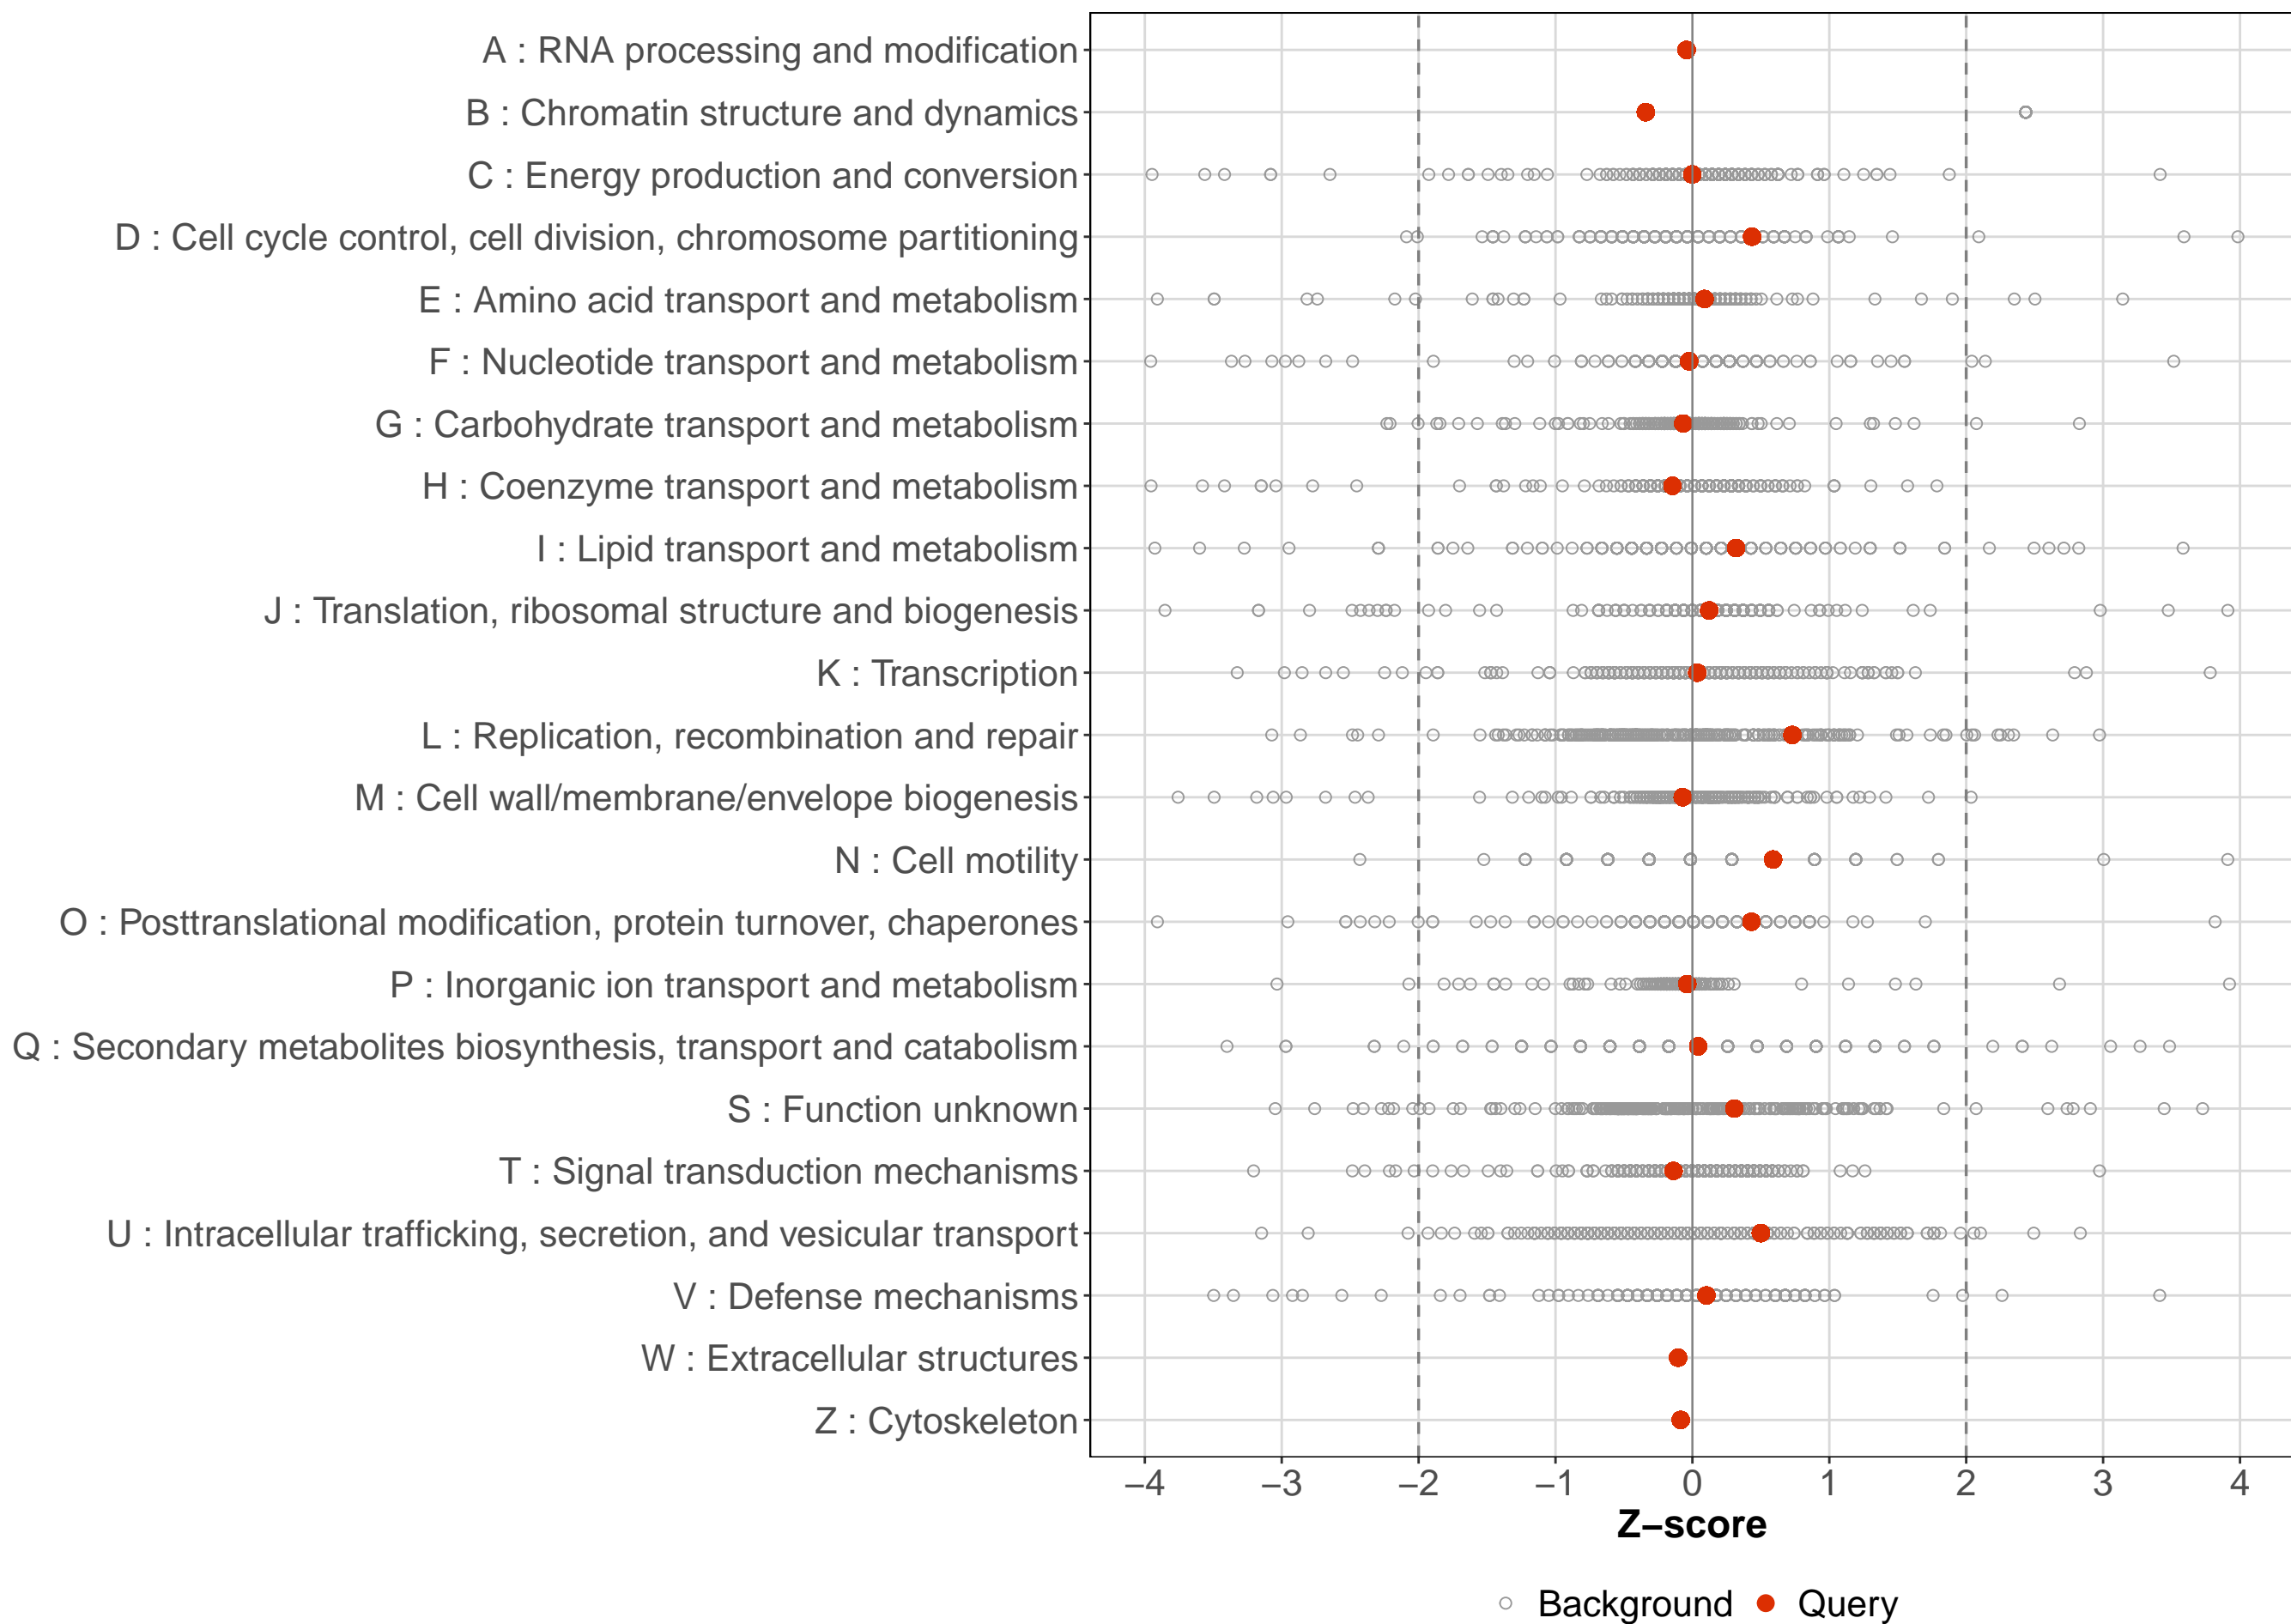 A : RNA processing and modification
B : Chromatin structure and dynamics
C : Energy production and conversion
D : Cell cycle control, cell division, chromosome partitioning
E : Amino acid transport and metabolism
F : Nucleotide transport and metabolism
G : Carbohydrate transport and metabolism
H : Coenzyme transport and metabolism
I : Lipid transport and metabolism
J : Translation, ribosomal structure and biogenesis
K : Transcription
L : Replication, recombination and repair
M : Cell wall/membrane/envelope biogenesis
N : Cell motility
O : Posttranslational modification, protein turnover, chaperones
P : Inorganic ion transport and metabolism
Q : Secondary metabolites biosynthesis, transport and catabolism
S : Function unknown
T : Signal transduction mechanisms
U : Intracellular trafficking, secretion, and vesicular transport
V : Defense mechanisms
W : Extracellular structures
Z : Cytoskeleton
−4 −3 −2 −1 0 1 2 3 4
Z−score
Background Query